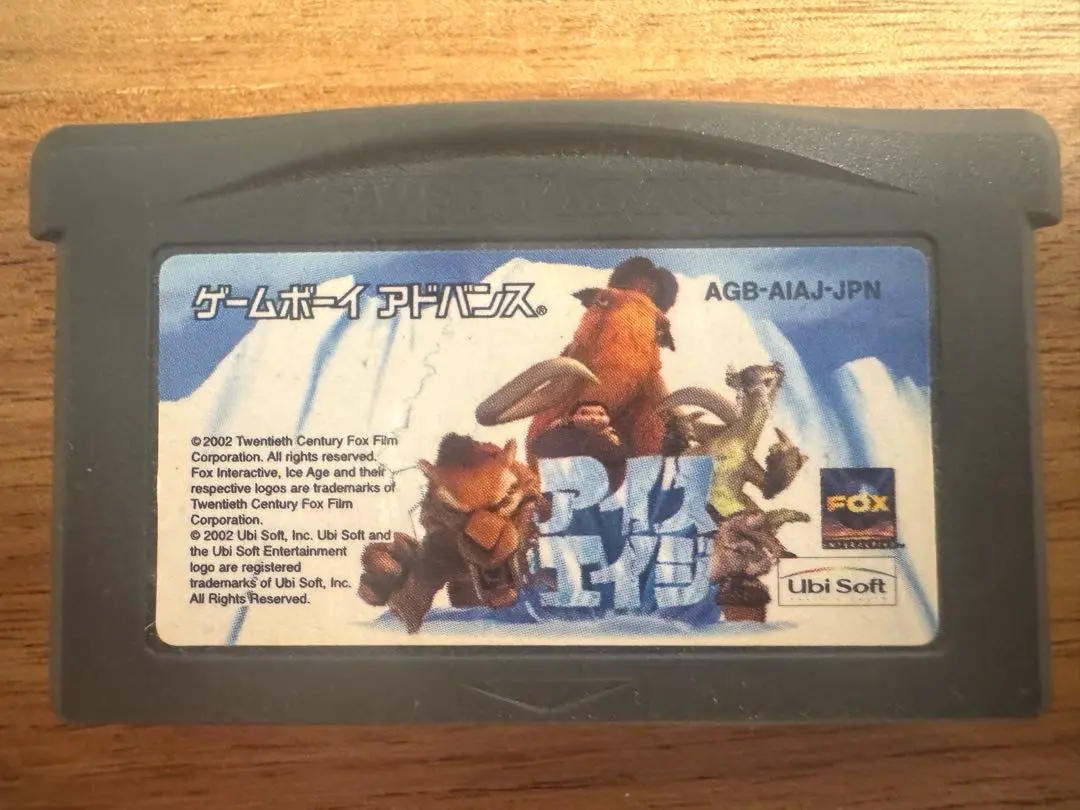 ゲームボーイ アドバンス®
AGB-AIAJ-JPN
©2002 Twentieth Century Fox Film
Corporation. All rights reserved.
Fox Interactive, Ice Age and their
respective logos are trademarks of
Twentieth Century Fox Film
Corporation.
© 2002 Ubi Soft, Inc. Ubi Soft and
the Ubi Soft Entertainment
logo are registered
trademarks of Ubi Soft, Inc.
All Rights Reserved.
アイス
エイジ
FOX
Ubi Soft